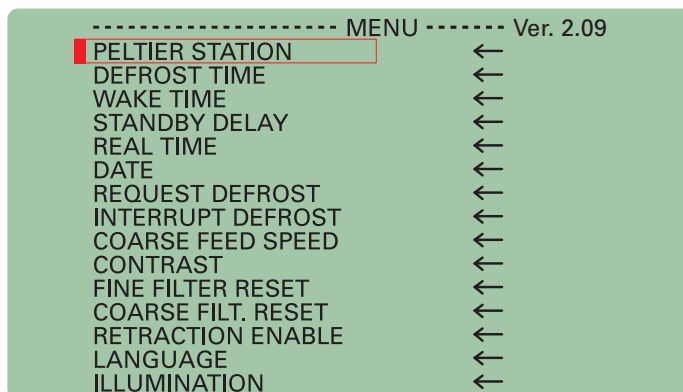 --------------------- MENU ------- Ver. 2.09
PELTIER STATION ←
DEFROST TIME ←
WAKE TIME ←
STANDBY DELAY ←
REAL TIME ←
DATE ←
REQUEST DEFROST ←
INTERRUPT DEFROST ←
COARSE FEED SPEED ←
CONTRAST ←
FINE FILTER RESET ←
COARSE FILT. RESET ←
RETRACTION ENABLE ←
LANGUAGE ←
ILLUMINATION ←